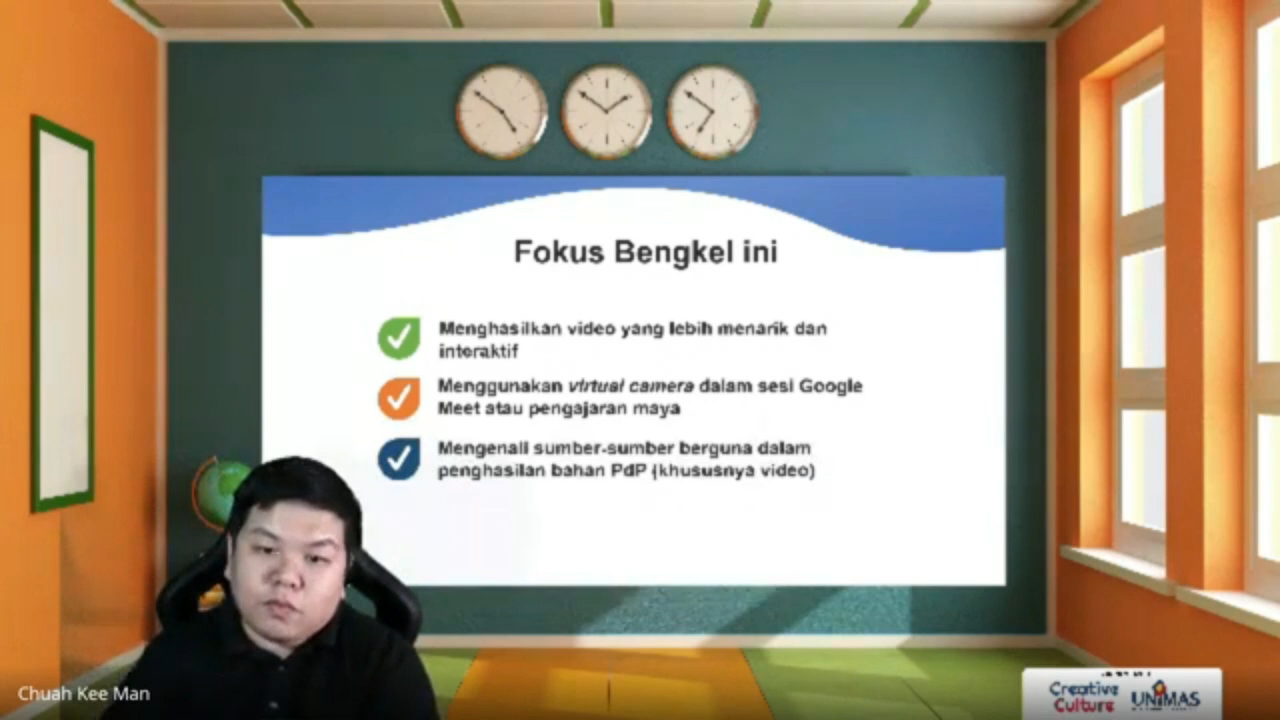 Fokus Bengkel ini
Menghasilkan video yang lebih menarik dan
interaktif
Menggunakan virtual camera dalam sesi Google
Meet atau pengajaran maya
Mengenali sumber-sumber berguna dalam
penghasilan bahan PdP (khususnya video)
Chuah Kee Man
Creative
Culture
UNIMAS